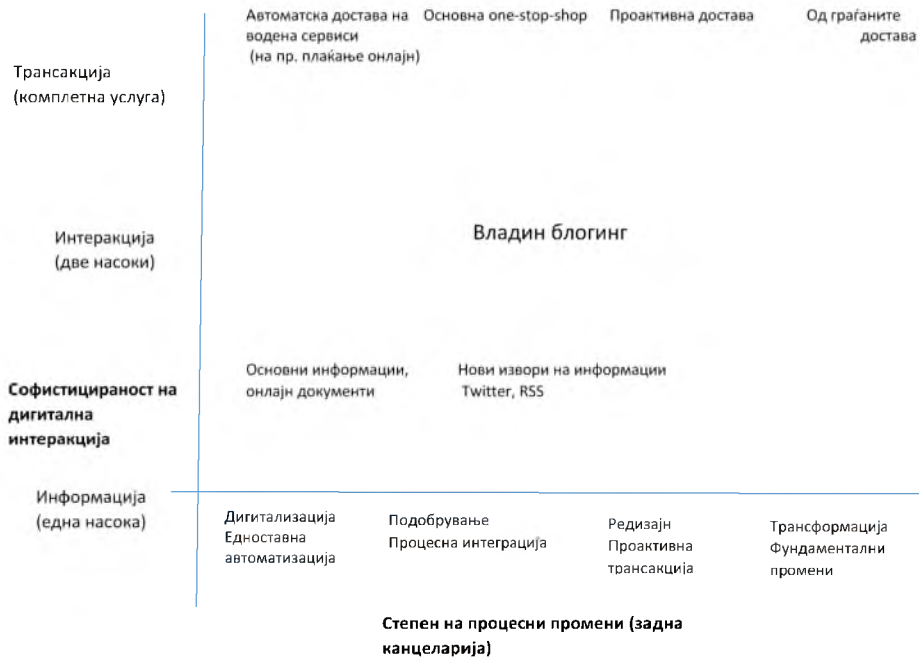 Автоматска достава на
водена сервиси
(на пр. плаќање онлајн)
Основна one-stop-shop
Проактивна достава
Од граѓаните
достава
Трансакција
(комплетна услуга)
Интеракција
(две насоки)
Владин блогинг
Основни информации,
онлајн документи
Нови извори на информации
Twitter, RSS
Софистицираност на
дигитална
интеракција
Информација
(една насока)
Дигитализација
Едноставна
автоматизација
Подобрување
Процесна интеграција
Редизајн
Проактивна
трансакција
Трансформација
Фундаментални
промени
Степен на процесни промени (задна
канцеларија)